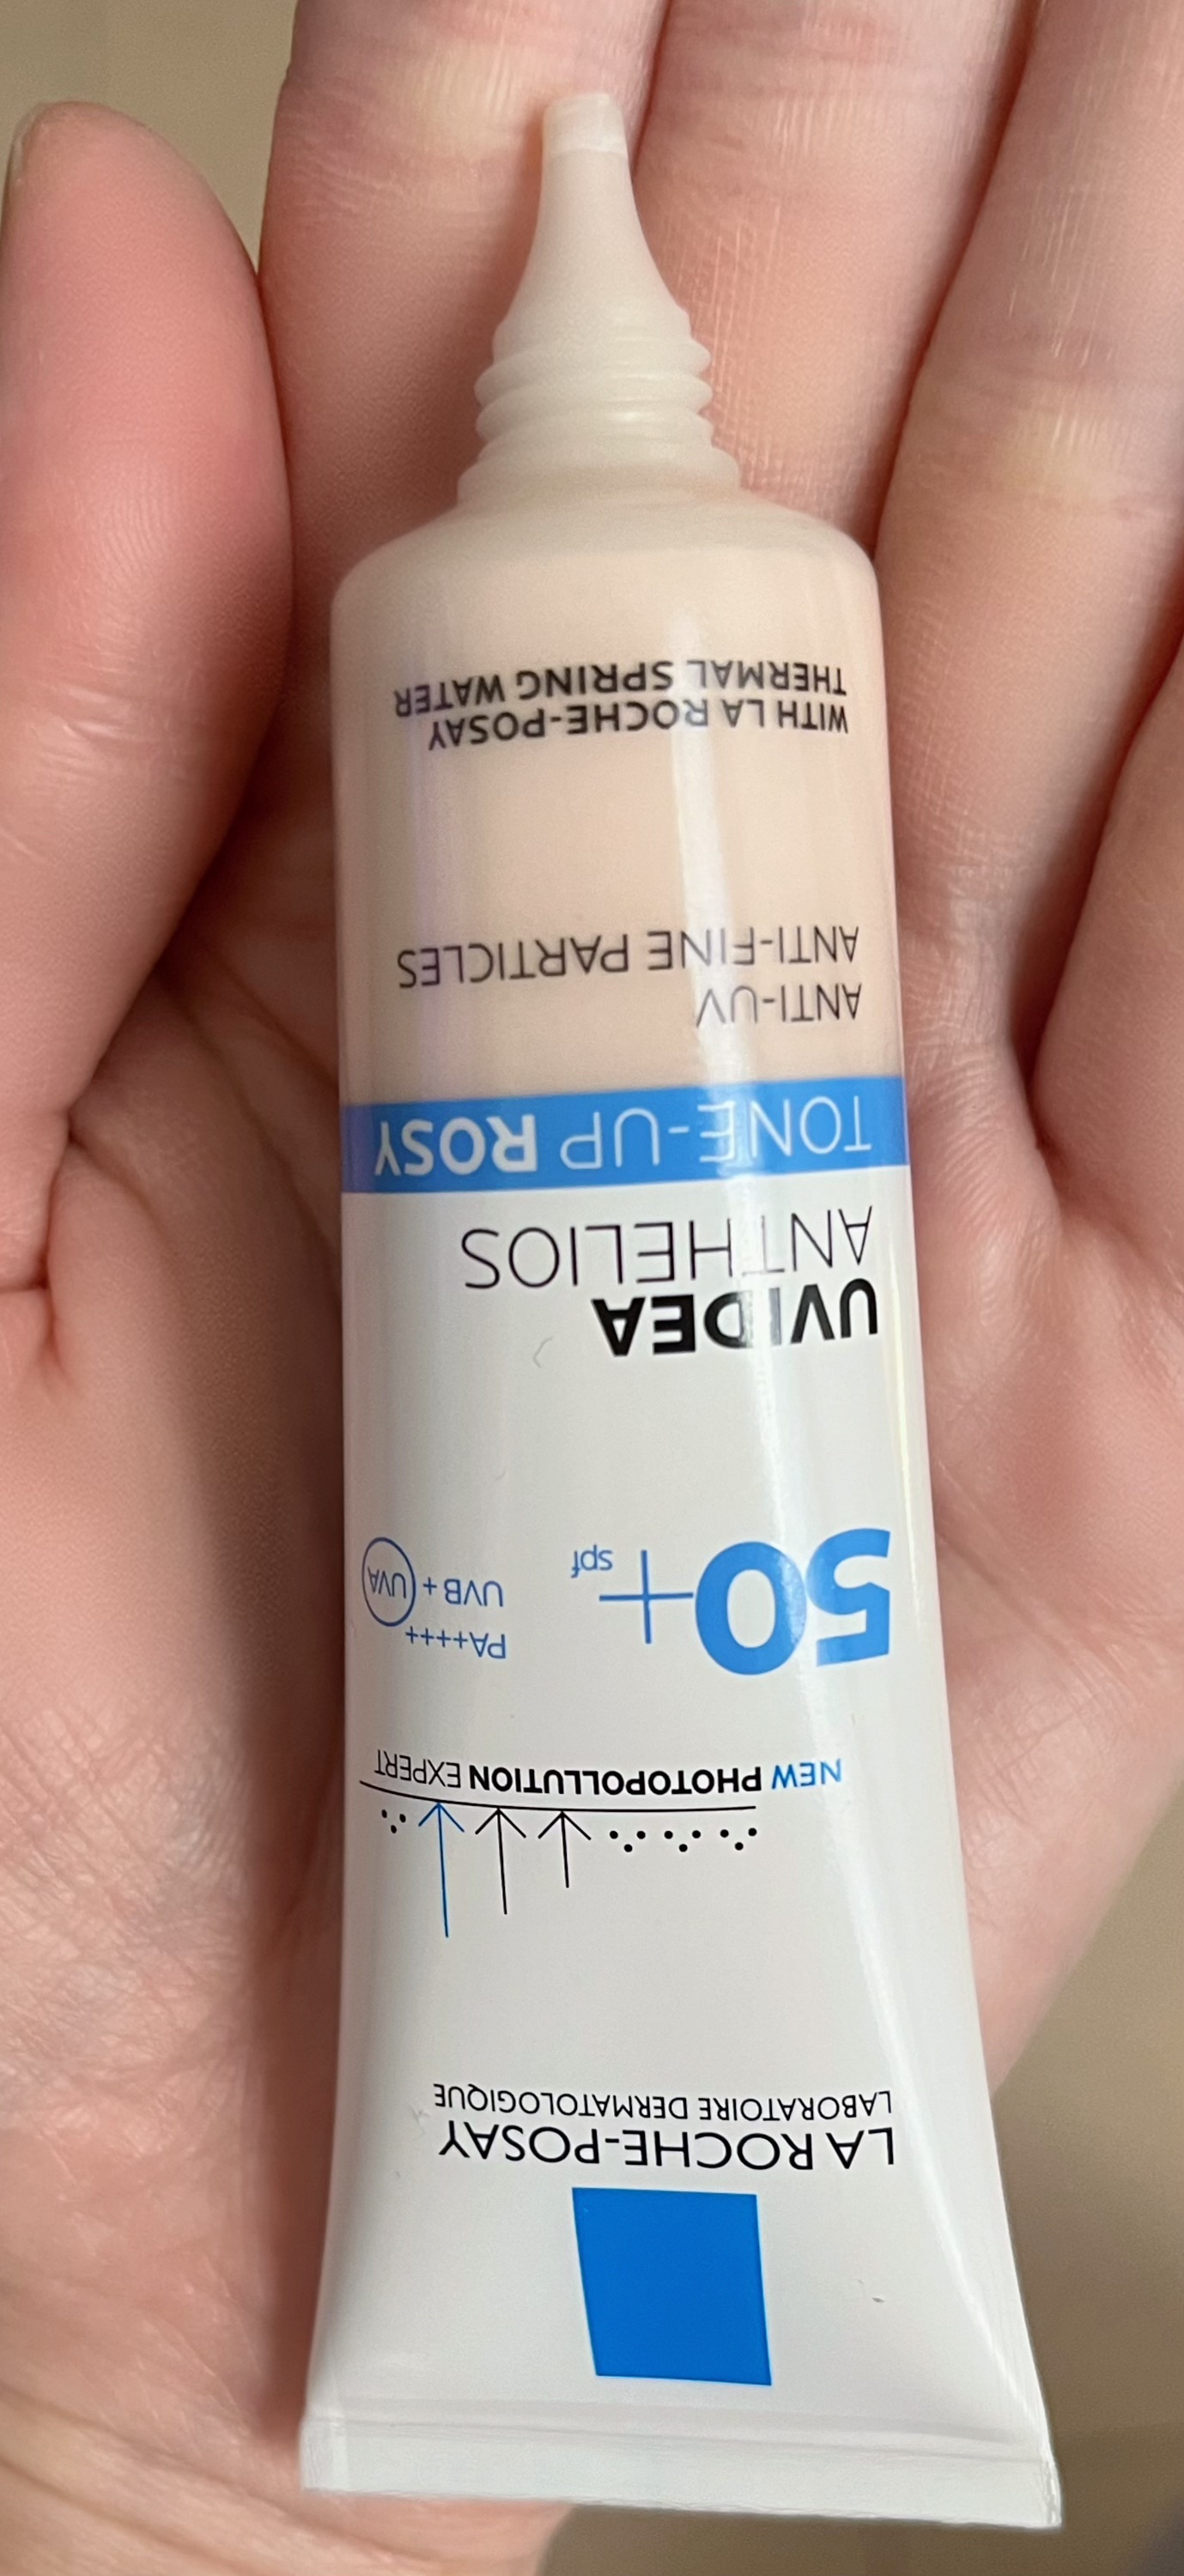 LA ROCHE-POSAY
LABORATOIRE DERMATOLOGIQUE
NEW PHOTOPOLLUTION EXPERT
50+ spf
PA++++
UVB + UVA
UVIDEA
ANTHELIOS
TONE-UP ROSY
ANTI-UV
ANTI-FINE PARTICLES
WITH LA ROCHE-POSAY
THERMAL SPRING WATER